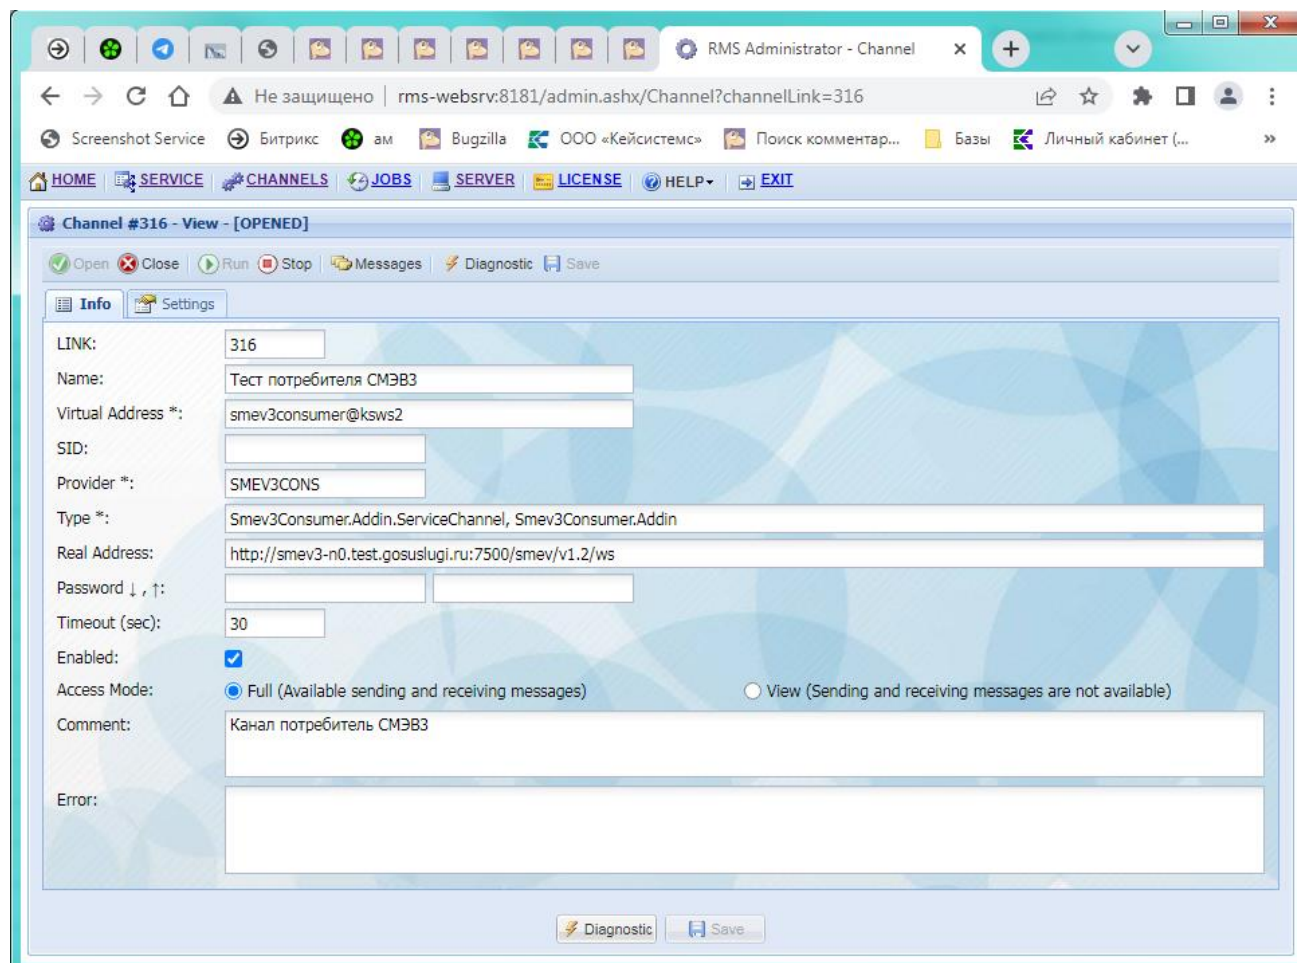 RMS Administrator - Channel
Не защищено | rms-websrv:8181/admin.ashx/Channel?channelLink=316
Screenshot Service Битрикс ам Bugzilla ООО «Кейсистемс» Поиск комментар... Базы Личный кабинет (... »
HOME SERVICE CHANNELS JOBS SERVER LICENSE HELP EXIT
Channel #316 - View - [OPENED]
Open Close Run Stop Messages Diagnostic Save
Info Settings
LINK: 316
Name: Тест потребителя СМЭВ3
Virtual Address *: smev3consumer@ksws2
SID:
Provider *: SMEV3CONS
Type *: Smev3Consumer.Addin.ServiceChannel, Smev3Consumer.Addin
Real Address: http://smev3-n0.test.gosuslugi.ru:7500/smev/v1.2/ws
Password ↓ , ↑:
Timeout (sec): 30
Enabled:
Access Mode: Full (Available sending and receiving messages) View (Sending and receiving messages are not available)
Comment: Канал потребитель СМЭВ3
Error:
Diagnostic Save